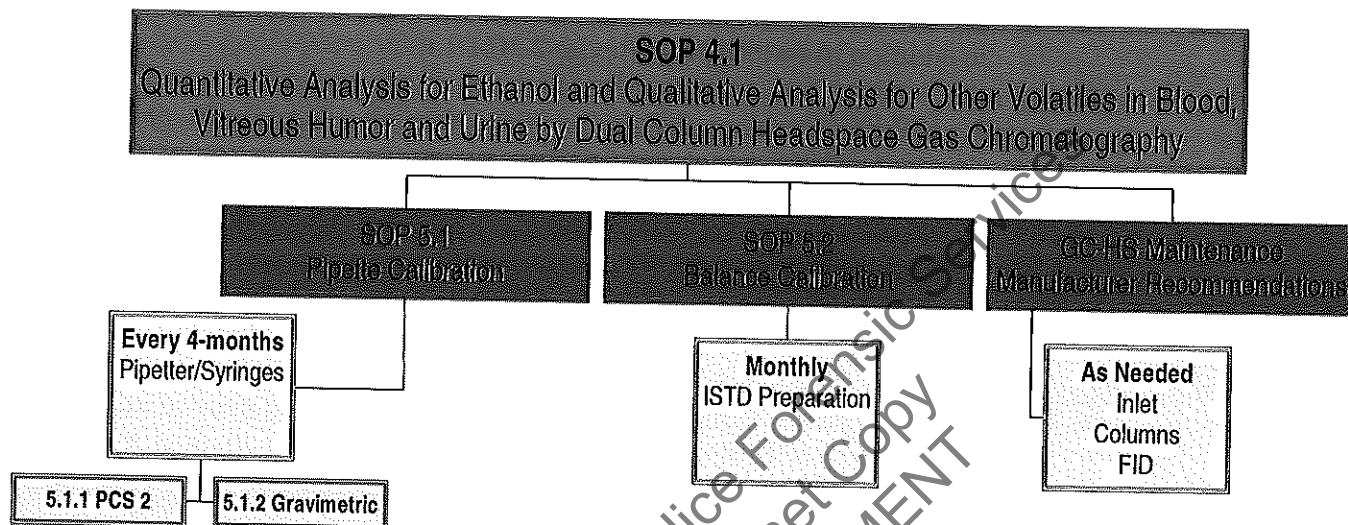 SOP 4.1
Quantitative Analysis for Ethanol and Qualitative Analysis for Other Volatiles in Blood,
Vitreous Humor and Urine by Dual Column Headspace Gas Chromatography
SOP 5.1
Pipette Calibration
SOP 5.2
Balance Calibration
GC-HS Maintenance
Manufacturer Recommendations
Every 4-months
Pipetter/Syringes
Monthly
ISTD Preparation
As Needed
Inlet
Columns
FID
5.1.1 PCS 2
5.1.2 Gravimetric
Forensic Services
Copy